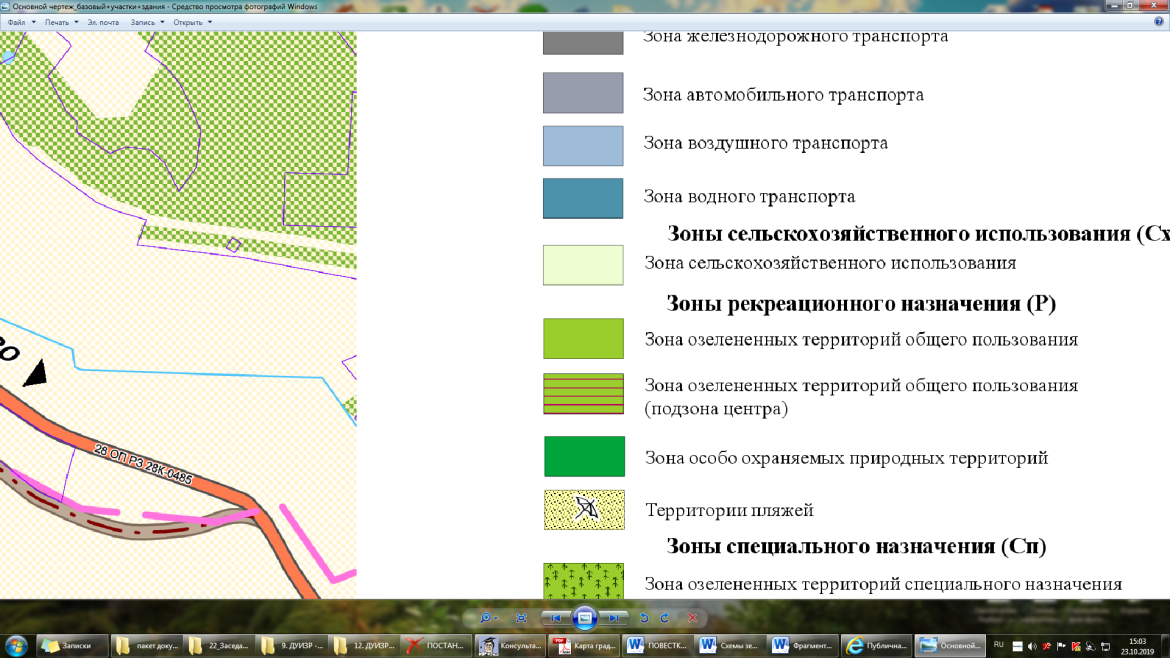 Основной чертеж_базовый+участки+здания - Средство просмотра фотографий Windows
Файл Печать Эл. почта Запись Открыть
Зона железнодорожного транспорта
Зона автомобильного транспорта
Зона воздушного транспорта
Зона водного транспорта
Зоны сельскохозяйственного использования (Сх
Зона сельскохозяйственного использования
Зоны рекреационного назначения (Р)
Зона озелененных территорий общего пользования
Зона озелененных территорий общего пользования
(подзона центра)
Зона особо охраняемых природных территорий
Территории пляжей
Зоны специального назначения (Сп)
Зона озелененных территорий специального назначения
28 ОП РЗ 28К-0485
Записки
пакет доку...
22_Заседа...
9. ДУИЗР -...
12. ДУИЗР...
ПОСТАН...
Консульта...
Карта град...
ПОВЕСТК...
Схемы зе...
Фрагмент...
Публична...
Основной...
RU
15:03
23.10.2019